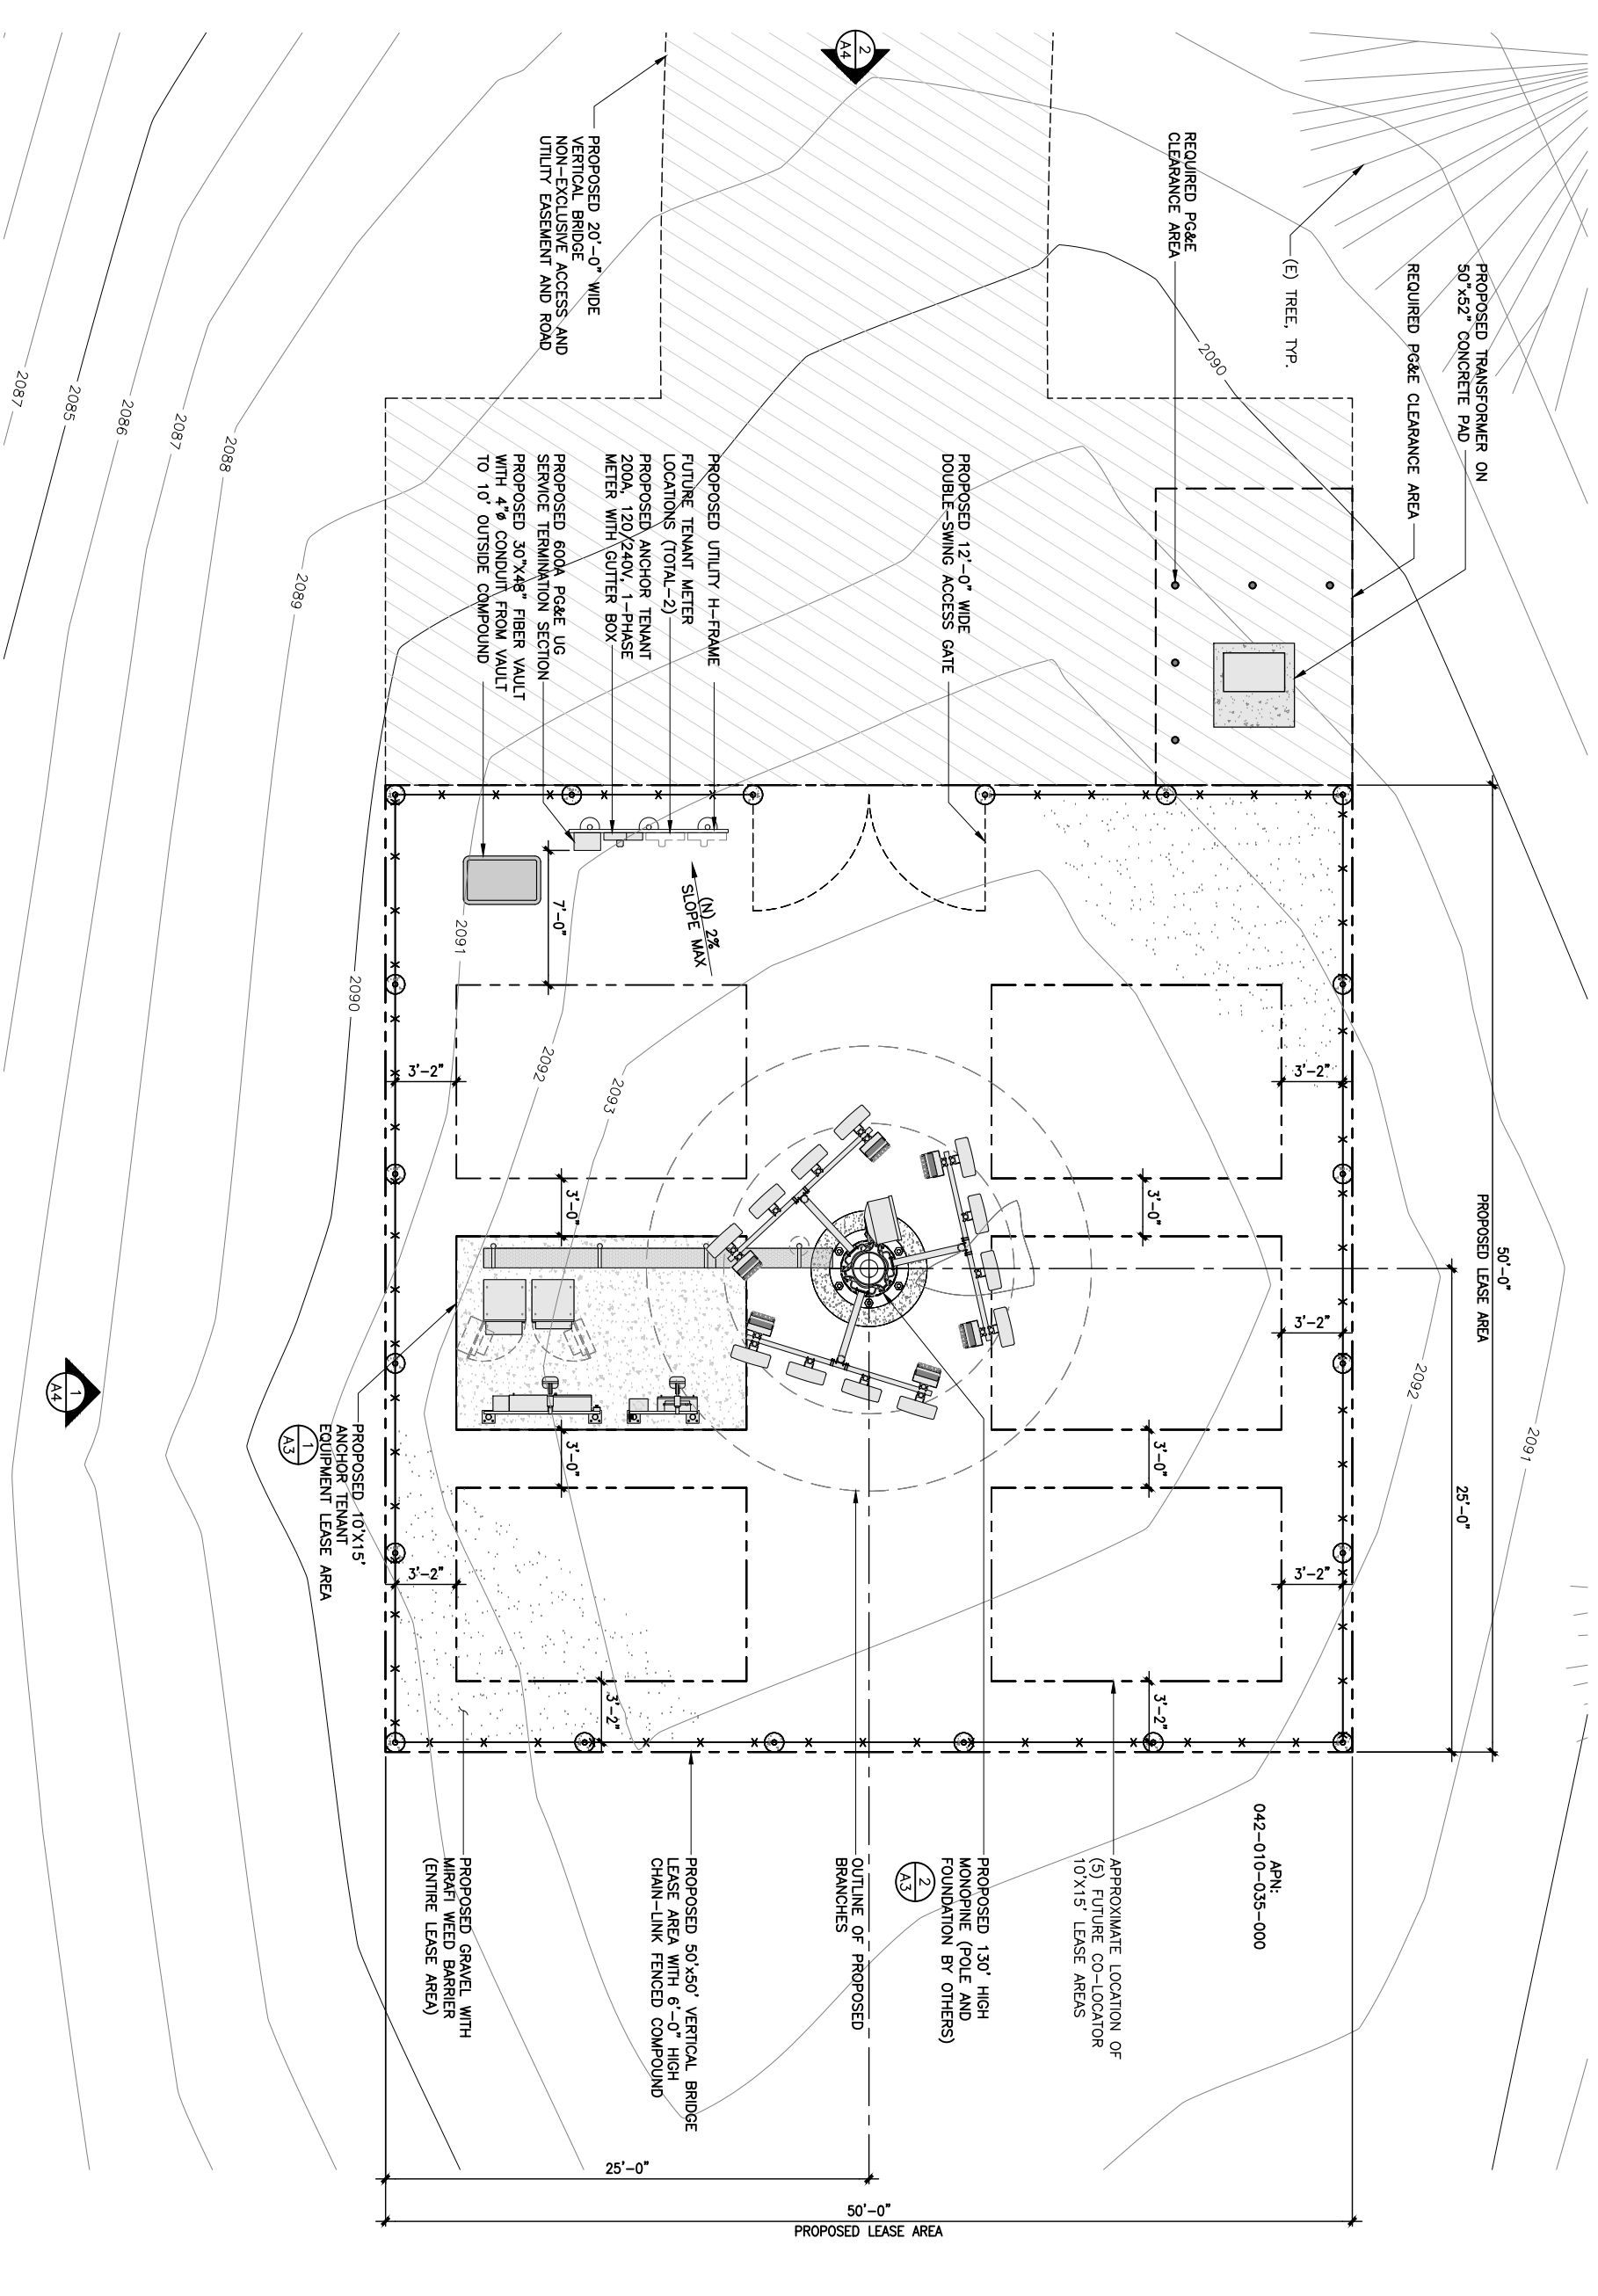 2
A4
PROPOSED 20'-0" WIDE
VERTICAL BRIDGE
NON-EXCLUSIVE ACCESS AND
UTILITY EASEMENT AND ROAD
REQUIRED PG&E
CLEARANCE AREA
(E) TREE, TYP.
REQUIRED PG&E CLEARANCE AREA
PROPOSED TRANSFORMER ON
50"x52" CONCRETE PAD
2090
2087
2085
2086
2087
2088
2089
2090
2091
2092
2093
PROPOSED 12'-0" WIDE
DOUBLE-SWING ACCESS GATE
PROPOSED UTILITY H-FRAME
FUTURE TENANT METER
LOCATIONS (TOTAL-2)
PROPOSED ANCHOR TENANT
200A, 120/240V, 1-PHASE
METER WITH GUTTER BOX
PROPOSED 600A PG&E UG
SERVICE TERMINATION SECTION
PROPOSED 30"X48" FIBER VAULT
WITH 4"ø CONDUIT FROM VAULT
TO 10' OUTSIDE COMPOUND
7'-0"
(N) 2%
SLOPE MAX
3'-2"
3'-2"
3'-0"
3'-0"
3'-2"
3'-0"
3'-0"
3'-2"
3'-2"
3'-2"
3'-2"
50'-0"
PROPOSED LEASE AREA
25'-0"
2092
2091
1
A4
PROPOSED 10'X15'
ANCHOR TENANT
EQUIPMENT LEASE AREA
1
A3
APN:
042-010-035-000
APPROXIMATE LOCATION OF
(5) FUTURE CO-LOCATOR
10'X15' LEASE AREAS
PROPOSED 130' HIGH
MONOPINE (POLE AND
FOUNDATION BY OTHERS)
2
A3
OUTLINE OF PROPOSED
BRANCHES
PROPOSED 50'x50' VERTICAL BRIDGE
LEASE AREA WITH 6'-0" HIGH
CHAIN-LINK FENCED COMPOUND
PROPOSED GRAVEL WITH
MIRAFI WEED BARRIER
(ENTIRE LEASE AREA)
25'-0"
50'-0"
PROPOSED LEASE AREA